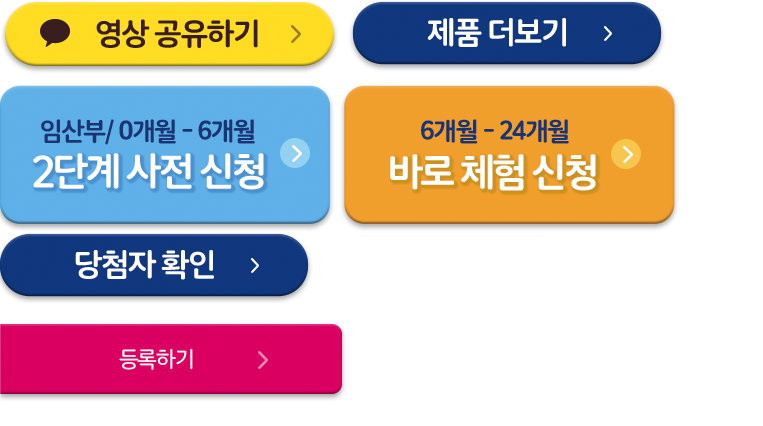 영상 공유하기
제품 더보기
임산부/ 0개월 - 6개월
2단계 사전 신청
6개월 - 24개월
바로 체험 신청
당첨자 확인
등록하기